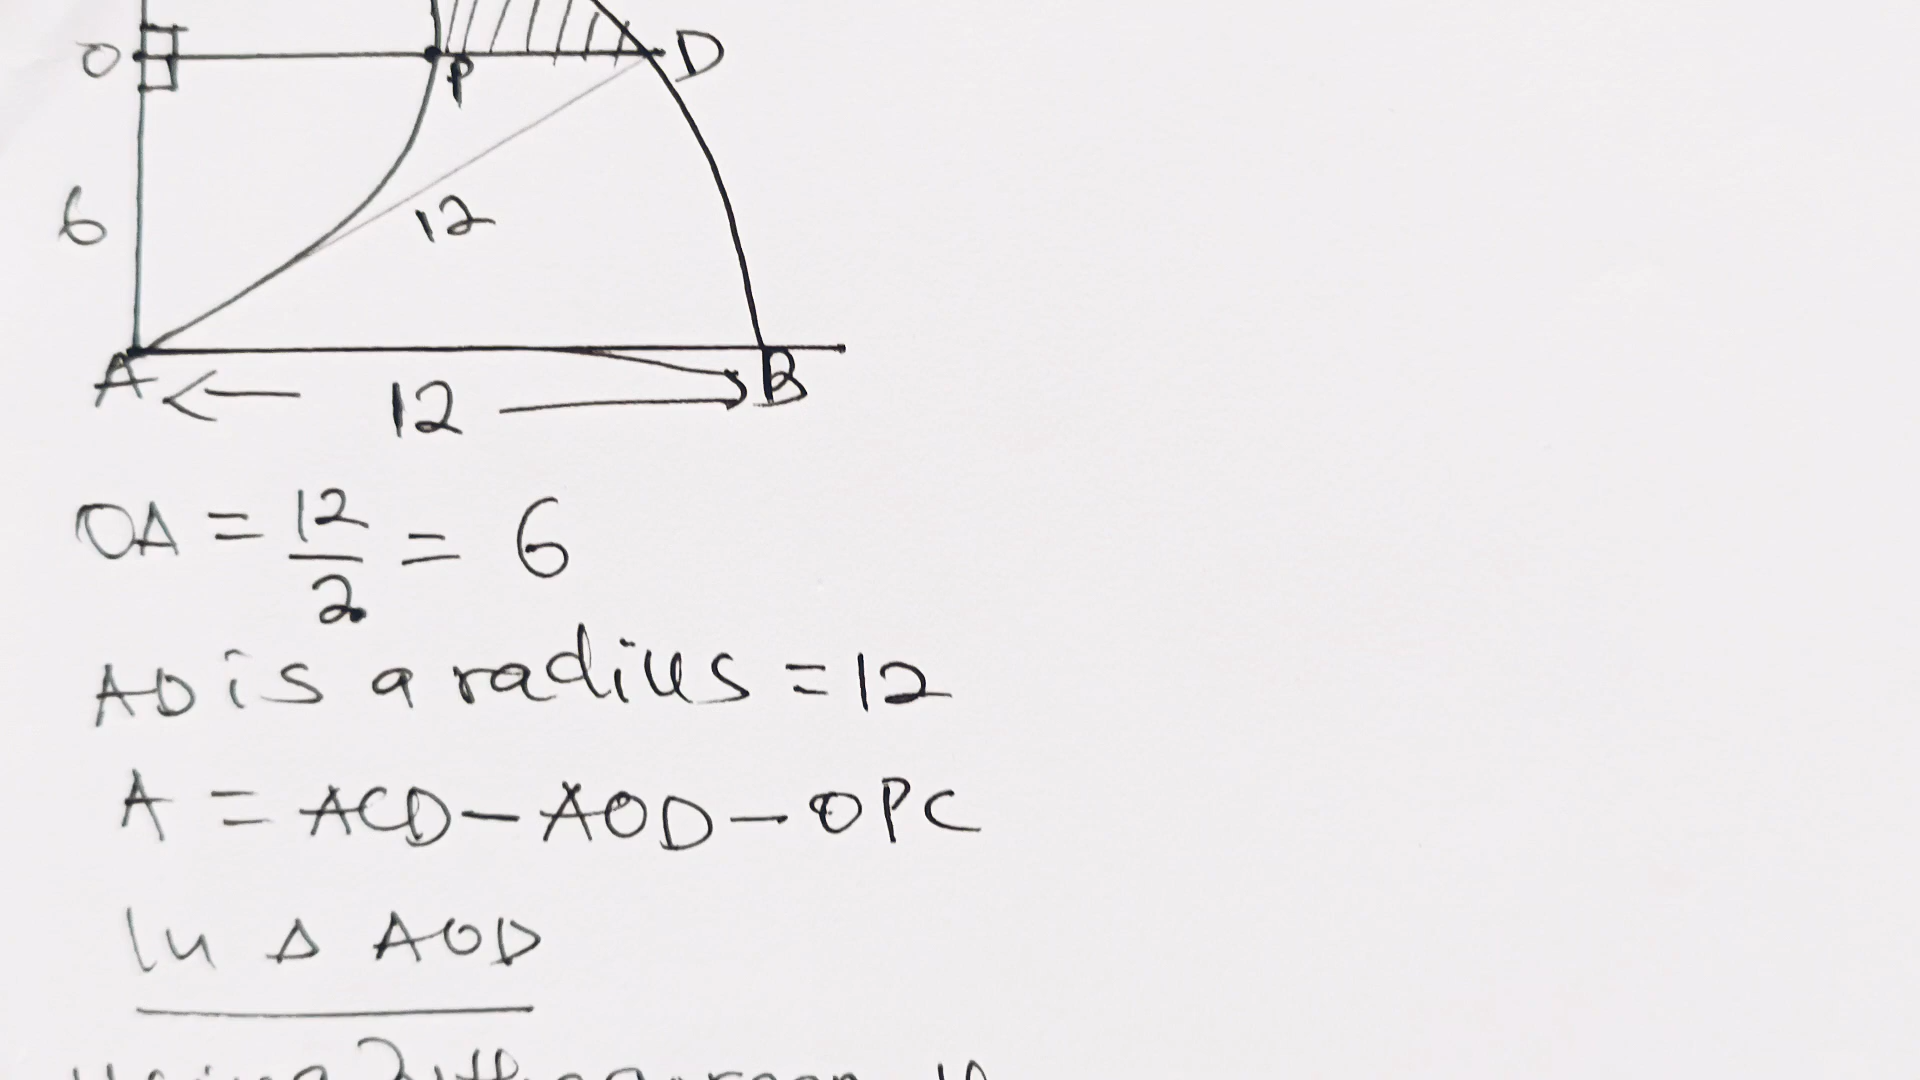 O
P
D
6
12
A
12
B
OA = 12/2 = 6
AD is a radius = 12
A = ACD - AOD - OPC
In Δ AOD